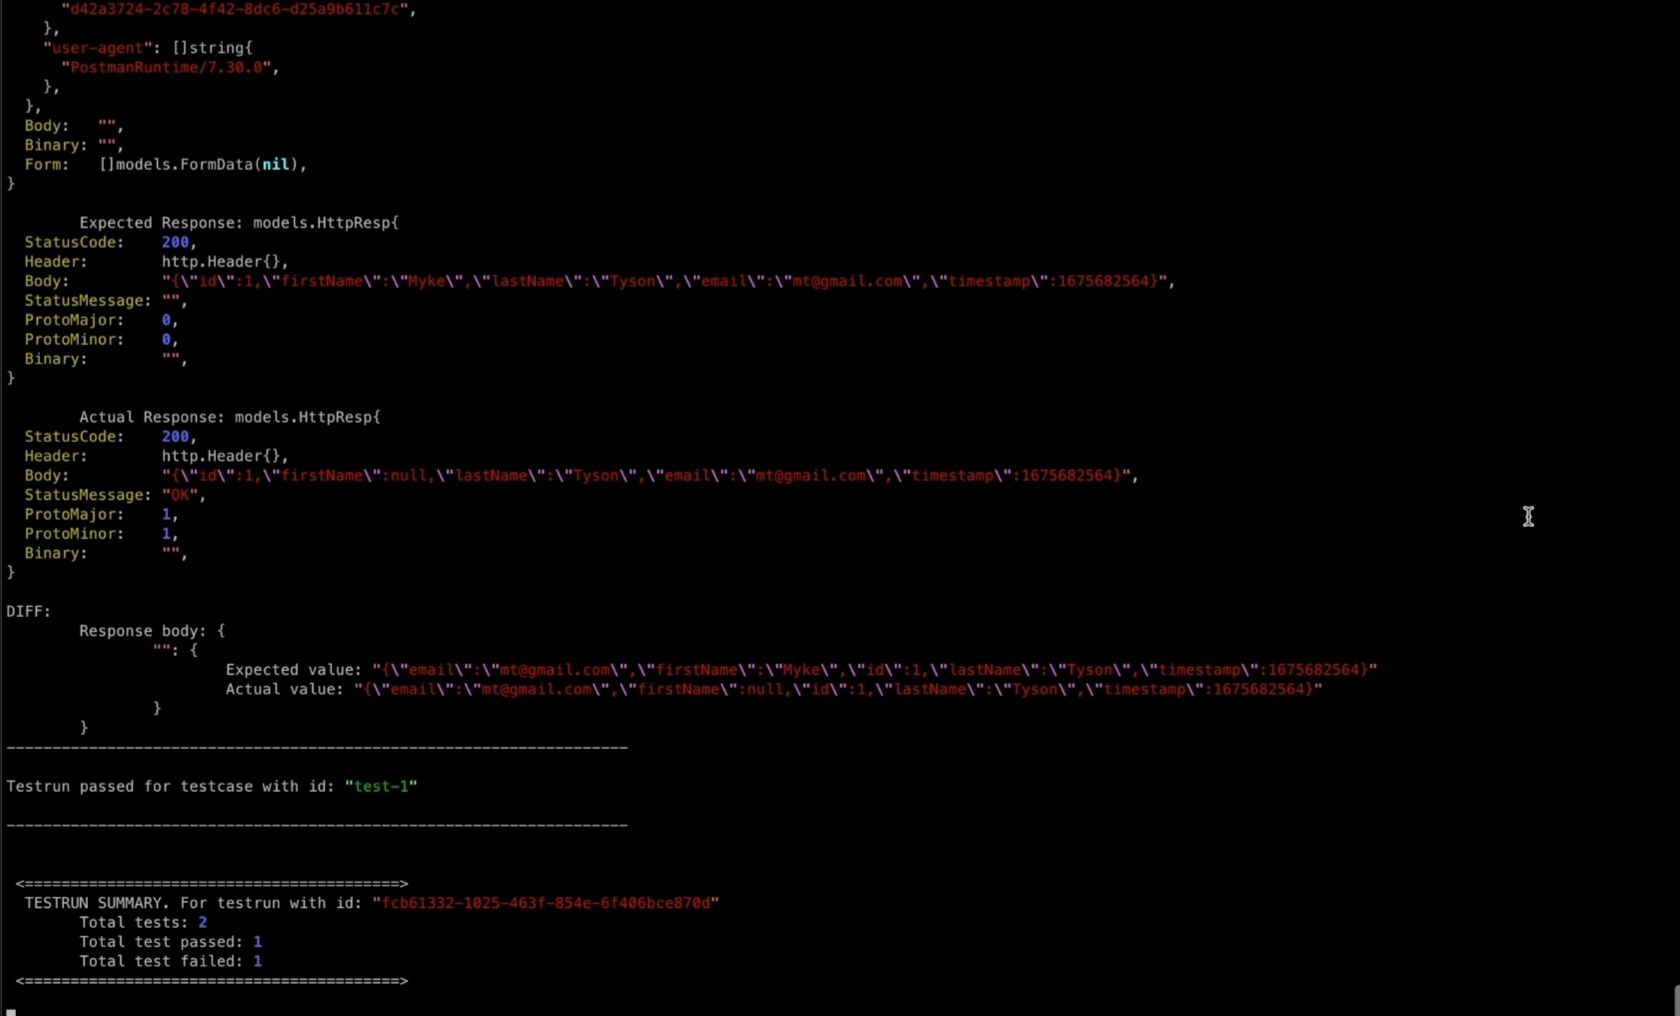 "d42a3724-2c78-4f42-8dc6-d25a9b611c7c",
},
"user-agent": []string{
"PostmanRuntime/7.30.0",
},
},
Body: "",
Binary: "",
Form: []models.FormData(nil),
}
Expected Response: models.HttpResp{
StatusCode: 200,
Header: http.Header{},
Body: "{\"id\":1,\"firstName\":\"Myke\",\"lastName\":\"Tyson\",\"email\":\"mt@gmail.com\",\"timestamp\":1675682564}",
StatusMessage: "",
ProtoMajor: 0,
ProtoMinor: 0,
Binary: "",
}
Actual Response: models.HttpResp{
StatusCode: 200,
Header: http.Header{},
Body: "{\"id\":1,\"firstName\":null,\"lastName\":\"Tyson\",\"email\":\"mt@gmail.com\",\"timestamp\":1675682564}",
StatusMessage: "OK",
ProtoMajor: 1,
ProtoMinor: 1,
Binary: "",
}
DIFF:
Response body: {
"": {
Expected value: "{\"email\":\"mt@gmail.com\",\"firstName\":\"Myke\",\"id\":1,\"lastName\":\"Tyson\",\"timestamp\":1675682564}"
Actual value: "{\"email\":\"mt@gmail.com\",\"firstName\":null,\"id\":1,\"lastName\":\"Tyson\",\"timestamp\":1675682564}"
}
}
--------------------------------------------------------------------
Testrun passed for testcase with id: "test-1"
--------------------------------------------------------------------
<=========================================>
TESTRUN SUMMARY. For testrun with id: "fcb61332-1025-463f-854e-6f406bce870d"
Total tests: 2
Total test passed: 1
Total test failed: 1
<=========================================>